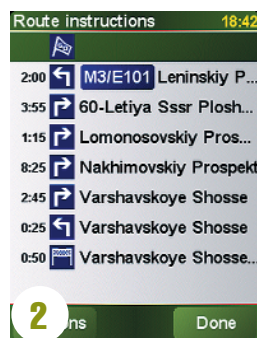 Route instructions 18:42
2:00 M3/E101 Leninskiy P...
3:55 60-Letiya Sssr Plosh...
1:15 Lomonosovskiy Pros...
8:25 Nakhimovskiy Prospekt
2:45 Varshavskoye Shosse
0:25 Varshavskoye Shosse
0:50 Varshavskoye Shosse...
2 ns Done